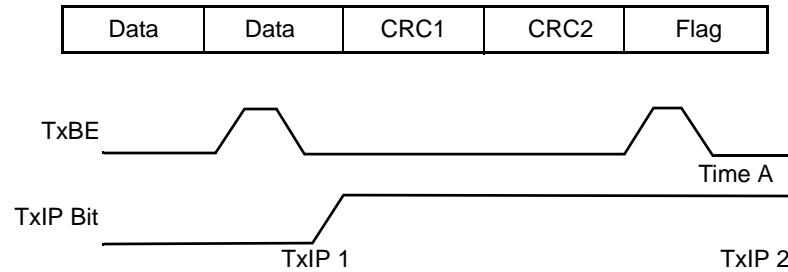 Data Data CRC1 CRC2 Flag
TxBE
Time A
TxIP Bit
TxIP 1 TxIP 2